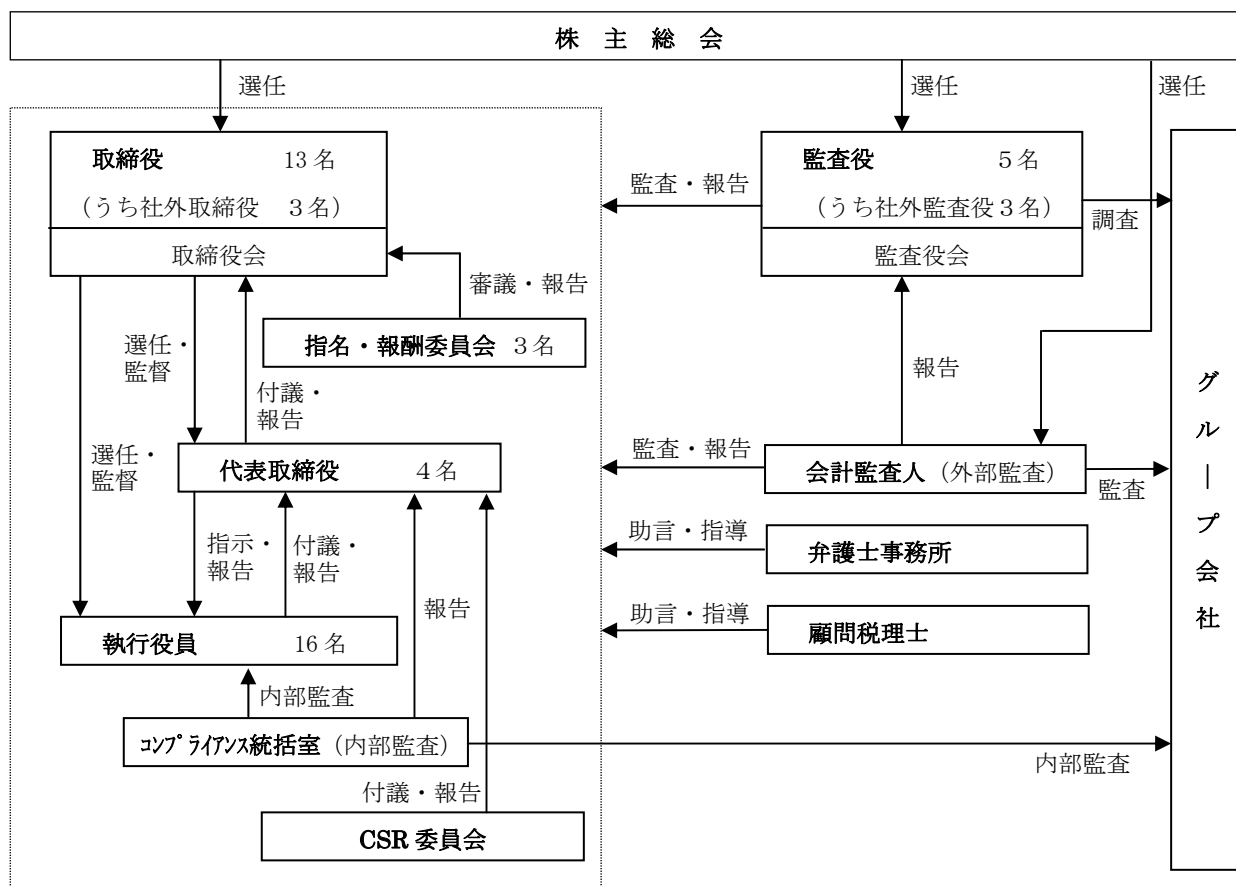 株 主 総 会
選任
選任
選任
取締役 13名
(うち社外取締役 3名)
取締役会
監査・報告
監査役 5名
(うち社外監査役3名)
監査役会
調査
審議・報告
指名・報酬委員会 3名
選任・
監督
付議・
報告
報告
選任・
監督
代表取締役 4名
監査・報告
会計監査人(外部監査)
監査
グループ会社
指示・
報告
付議・
報告
報告
助言・指導
弁護士事務所
執行役員 16名
助言・指導
顧問税理士
内部監査
コンプライアンス統括室(内部監査)
内部監査
付議・報告
CSR 委員会